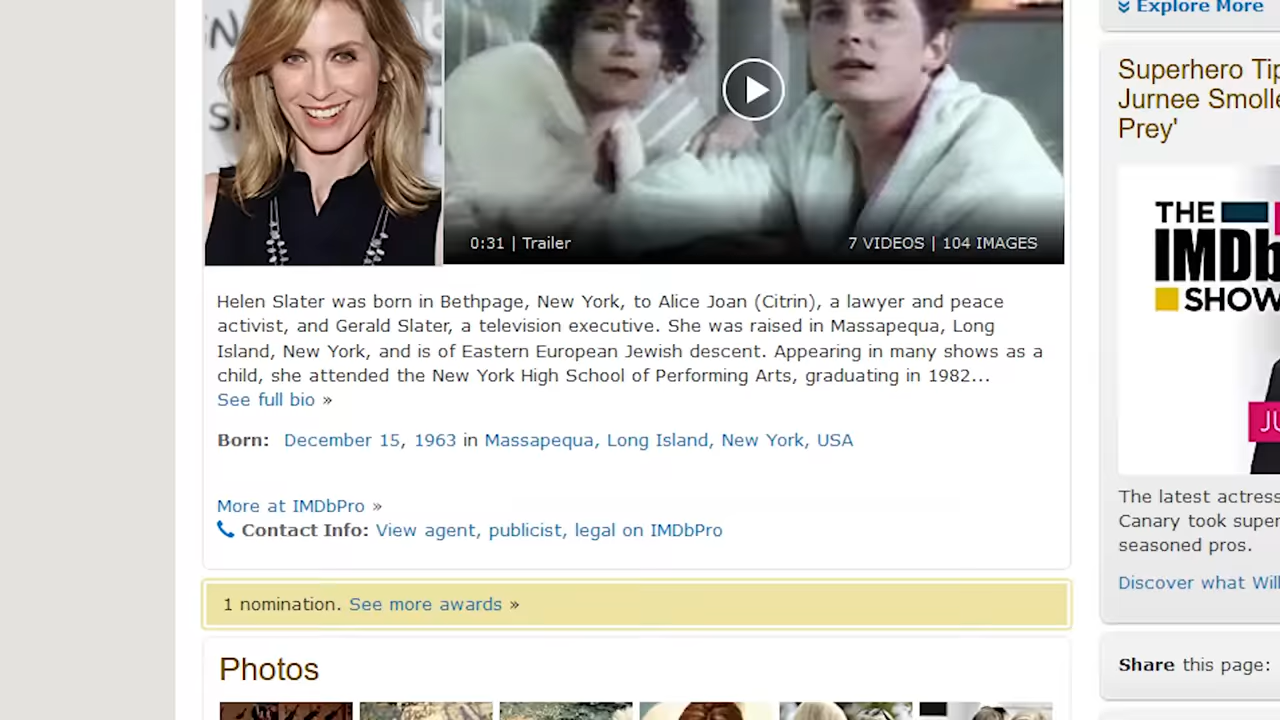 Explore More
0:31 | Trailer
7 VIDEOS | 104 IMAGES
Helen Slater was born in Bethpage, New York, to Alice Joan (Citrin), a lawyer and peace
activist, and Gerald Slater, a television executive. She was raised in Massapequa, Long
Island, New York, and is of Eastern European Jewish descent. Appearing in many shows as a
child, she attended the New York High School of Performing Arts, graduating in 1982...
See full bio »
Born: December 15, 1963 in Massapequa, Long Island, New York, USA
More at IMDbPro »
Contact Info: View agent, publicist, legal on IMDbPro
1 nomination. See more awards »
Photos
Superhero Tip
Jurnee Smolle
Prey'
THE
IMDb
SHOW
JU
The latest actress
Canary took super
seasoned pros.
Discover what Will
Share this page: